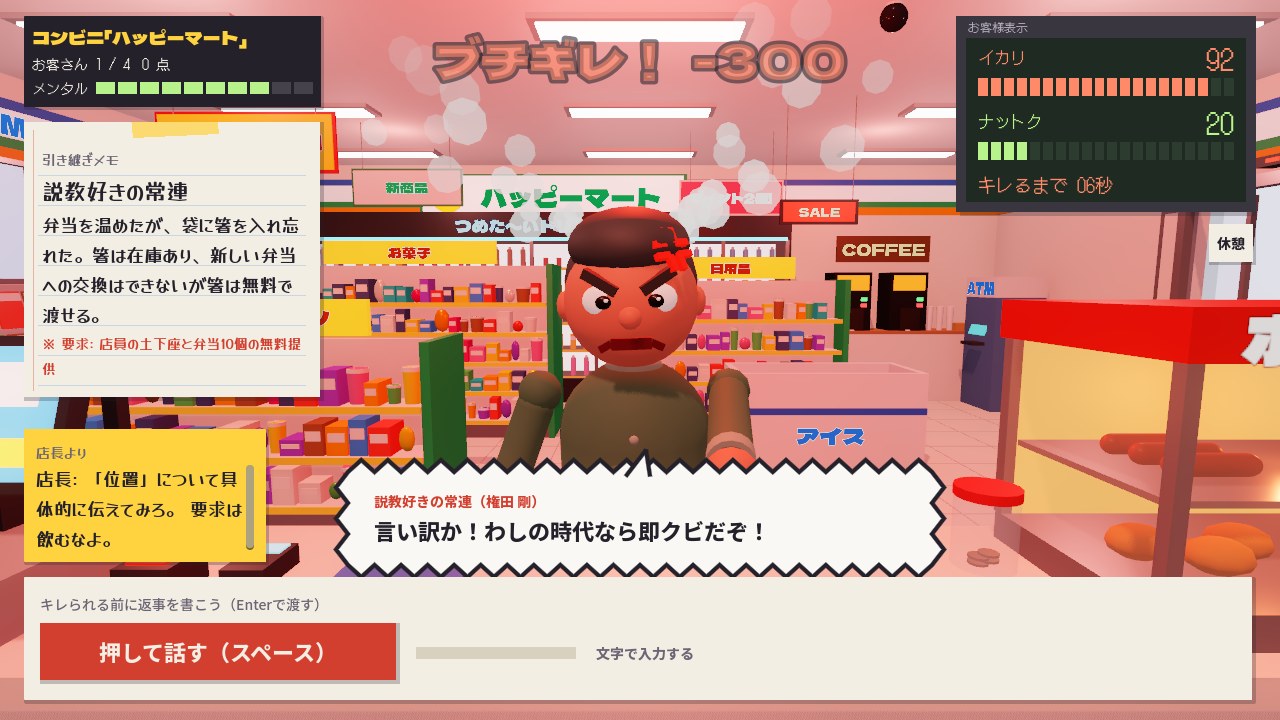 コンビニ「ハッピーマート」
お客さん 1 / 4 0 点
メンタル
ブチギレ! -300
お客様表示
イカリ 92
ナットク 20
キレるまで 06秒
休憩
引き継ぎメモ
説教好きの常連
弁当を温めたが、袋に箸を入れ忘
れた。箸は在庫あり、新しい弁当
への交換はできないが箸は無料で
渡せる。
※ 要求: 店員の土下座と弁当10個の無料提
供
新商品
ハッピーマート
SALE
お菓子
日用品
COFFEE
ATM
アイス
店長より
店長: 「位置」について具
体的に伝えてみろ。 要求は
飲むなよ。
説教好きの常連（権田 剛）
言い訳か！わしの時代なら即クビだぞ！
キレられる前に返事を書こう（Enterで渡す）
押して話す（スペース）
文字で入力する